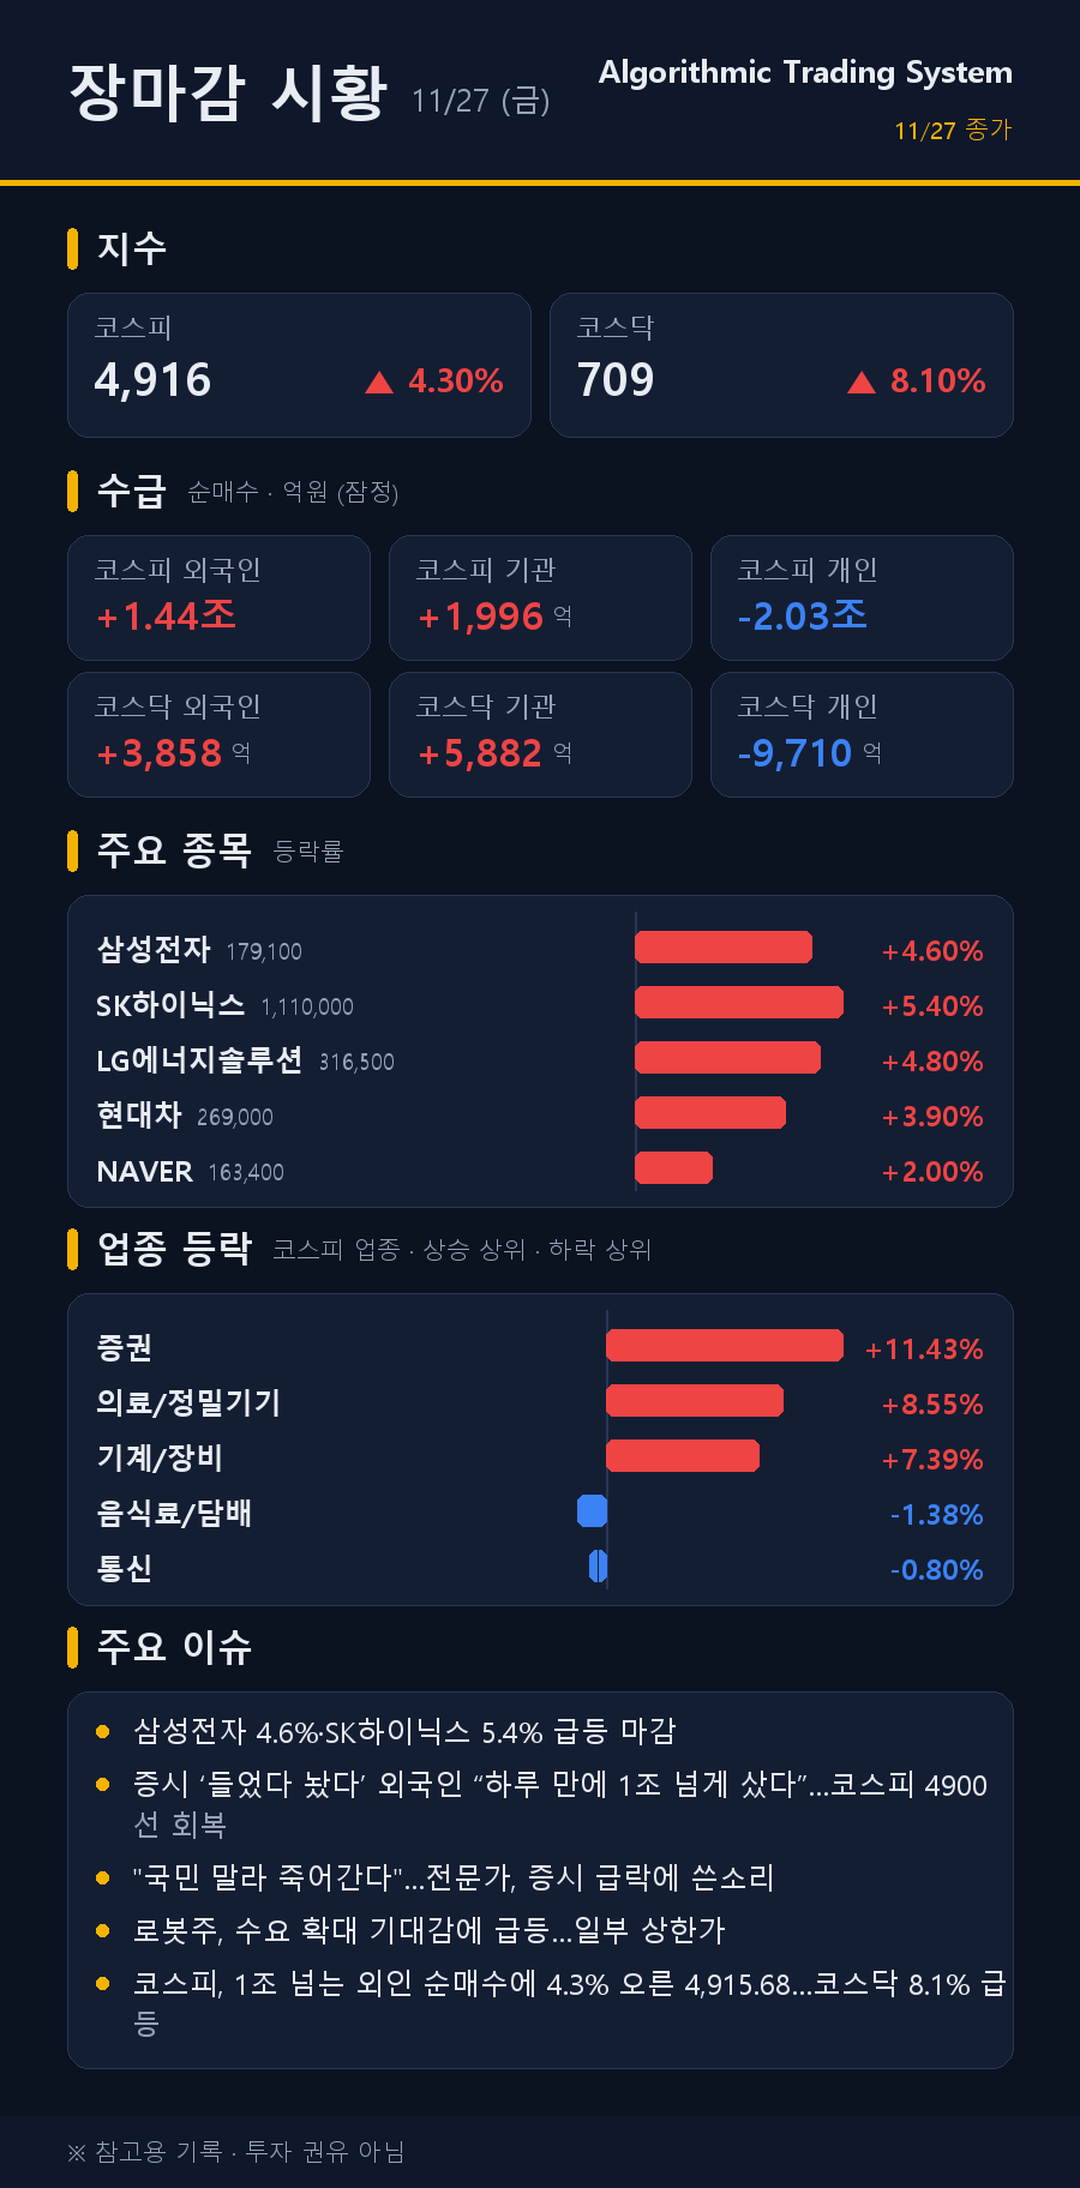 장마감 시황 11/27 (금)
Algorithmic Trading System
11/27 종가
지수
코스피
4,916 ▲ 4.30%
코스닥
709 ▲ 8.10%
수급 순매수 · 억원 (잠정)
코스피 외국인
+1.44조
코스피 기관
+1,996 억
코스피 개인
-2.03조
코스닥 외국인
+3,858 억
코스닥 기관
+5,882 억
코스닥 개인
-9,710 억
주요 종목 등락률
삼성전자 179,100 +4.60%
SK하이닉스 1,110,000 +5.40%
LG에너지솔루션 316,500 +4.80%
현대차 269,000 +3.90%
NAVER 163,400 +2.00%
업종 등락 코스피 업종 · 상승 상위 · 하락 상위
증권 +11.43%
의료/정밀기기 +8.55%
기계/장비 +7.39%
음식료/담배 -1.38%
통신 -0.80%
주요 이슈
삼성전자 4.6%·SK하이닉스 5.4% 급등 마감
증시 ‘들었다 놨다’ 외국인 “하루 만에 1조 넘게 샀다”…코스피 4900
선 회복
"국민 말라 죽어간다"…전문가, 증시 급락에 쓴소리
로봇주, 수요 확대 기대감에 급등…일부 상한가
코스피, 1조 넘는 외인 순매수에 4.3% 오른 4,915.68…코스닥 8.1% 급
등
※ 참고용 기록 · 투자 권유 아님